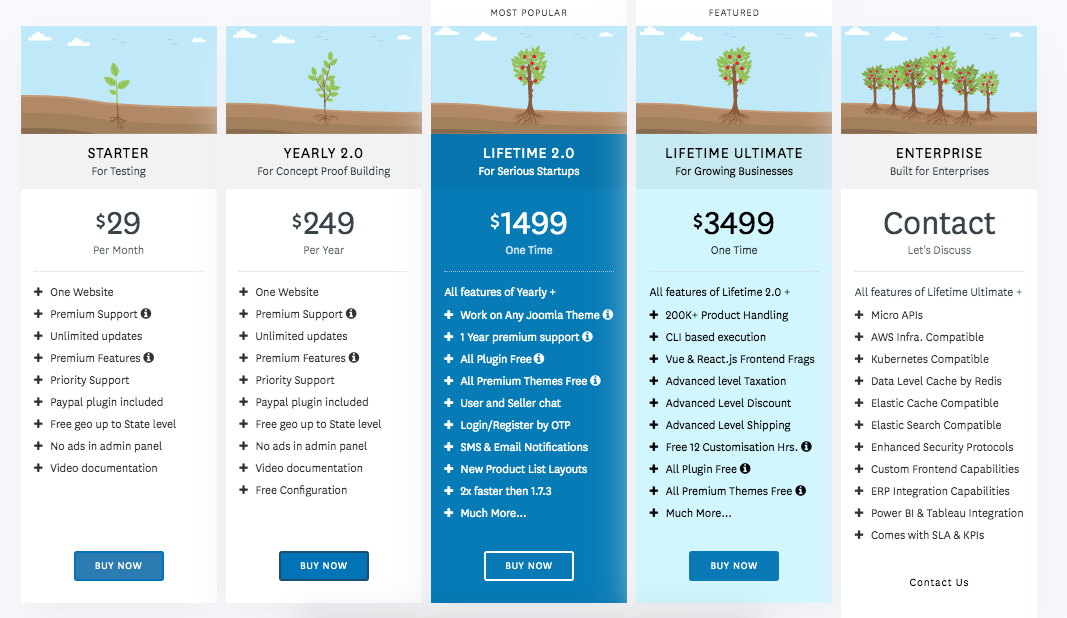 MOST POPULAR
FEATURED
STARTER
For Testing
$29
Per Month
One Website
Premium Support
Unlimited updates
Premium Features
Priority Support
Paypal plugin included
Free geo up to State level
No ads in admin panel
Video documentation
BUY NOW
YEARLY 2.0
For Concept Proof Building
$249
Per Year
One Website
Premium Support
Unlimited updates
Premium Features
Priority Support
Paypal plugin included
Free geo up to State level
No ads in admin panel
Video documentation
Free Configuration
BUY NOW
LIFETIME 2.0
For Serious Startups
$1499
One Time
All features of Yearly +
Work on Any Joomla Theme
1 Year premium support
All Plugin Free
All Premium Themes Free
User and Seller chat
Login/Register by OTP
SMS & Email Notifications
New Product List Layouts
2x faster then 1.7.3
Much More...
BUY NOW
LIFETIME ULTIMATE
For Growing Businesses
$3499
One Time
All features of Lifetime 2.0 +
200K+ Product Handling
CLI based execution
Vue & React.js Frontend Frags
Advanced level Taxation
Advanced Level Discount
Advanced Level Shipping
Free 12 Customisation Hrs.
All Plugin Free
All Premium Themes Free
Much More...
BUY NOW
ENTERPRISE
Built for Enterprises
Contact
Let's Discuss
All features of Lifetime Ultimate +
Micro APIs
AWS Infra. Compatible
Kubernetes Compatible
Data Level Cache by Redis
Elastic Cache Compatible
Elastic Search Compatible
Enhanced Security Protocols
Custom Frontend Capabilities
ERP Integration Capabilities
Power BI & Tableau Integration
Comes with SLA & KPIs
Contact Us